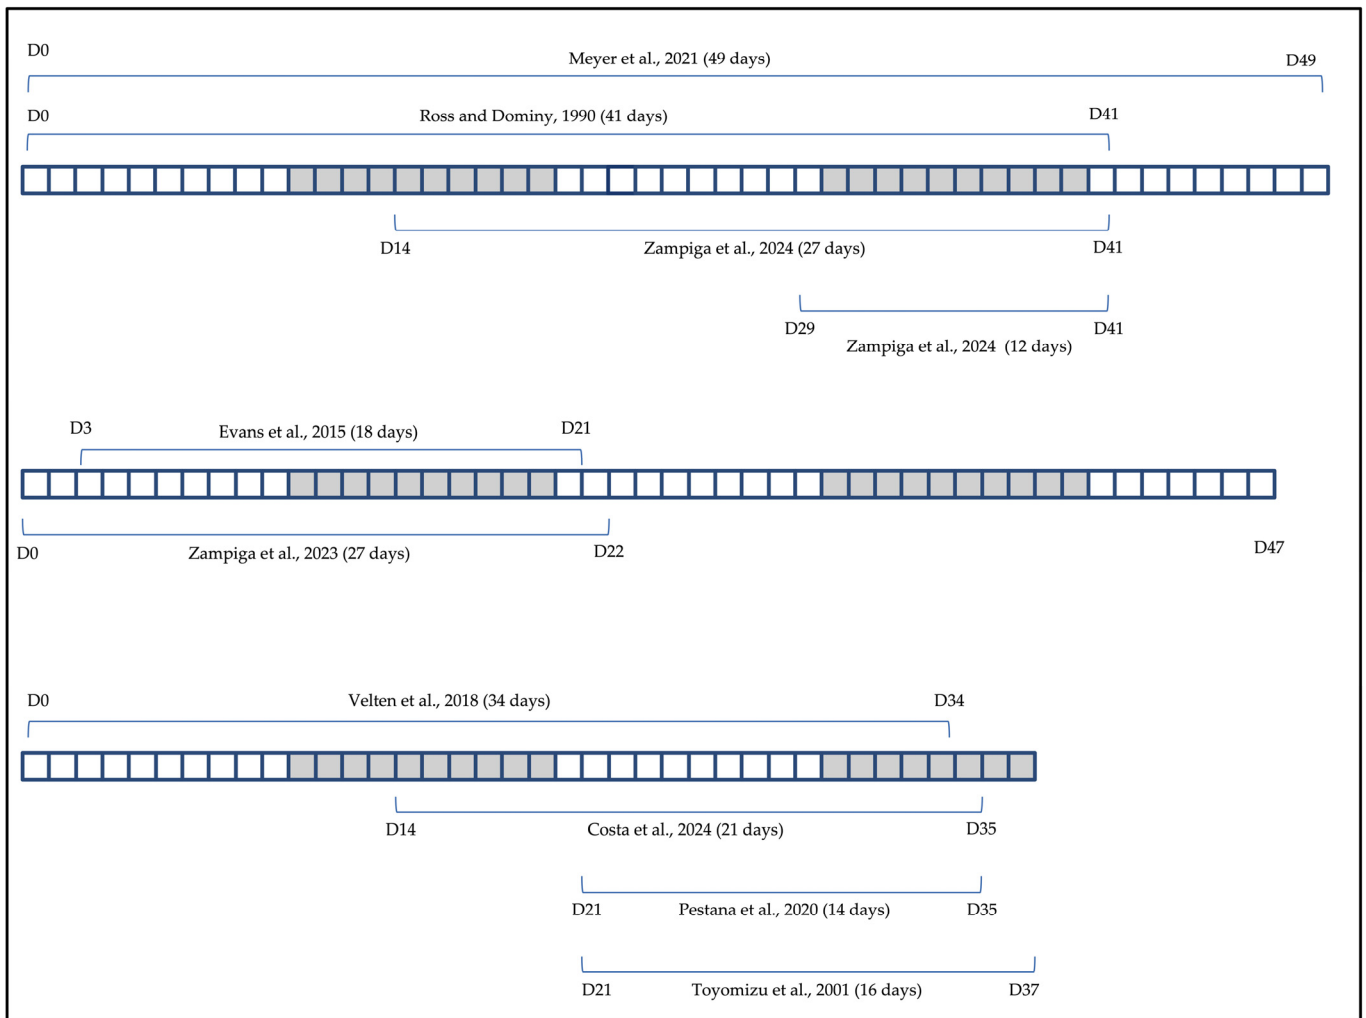 D0
Meyer et al., 2021 (49 days)
D49
D0
Ross and Dominy, 1990 (41 days)
D41
D14
Zampiga et al., 2024 (27 days)
D41
D29
D41
Zampiga et al., 2024 (12 days)
D3
Evans et al., 2015 (18 days)
D21
D0
Zampiga et al., 2023 (27 days)
D22
D47
D0
Velten et al., 2018 (34 days)
D34
D14
Costa et al., 2024 (21 days)
D35
D21
Pestana et al., 2020 (14 days)
D35
D21
Toyomizu et al., 2001 (16 days)
D37